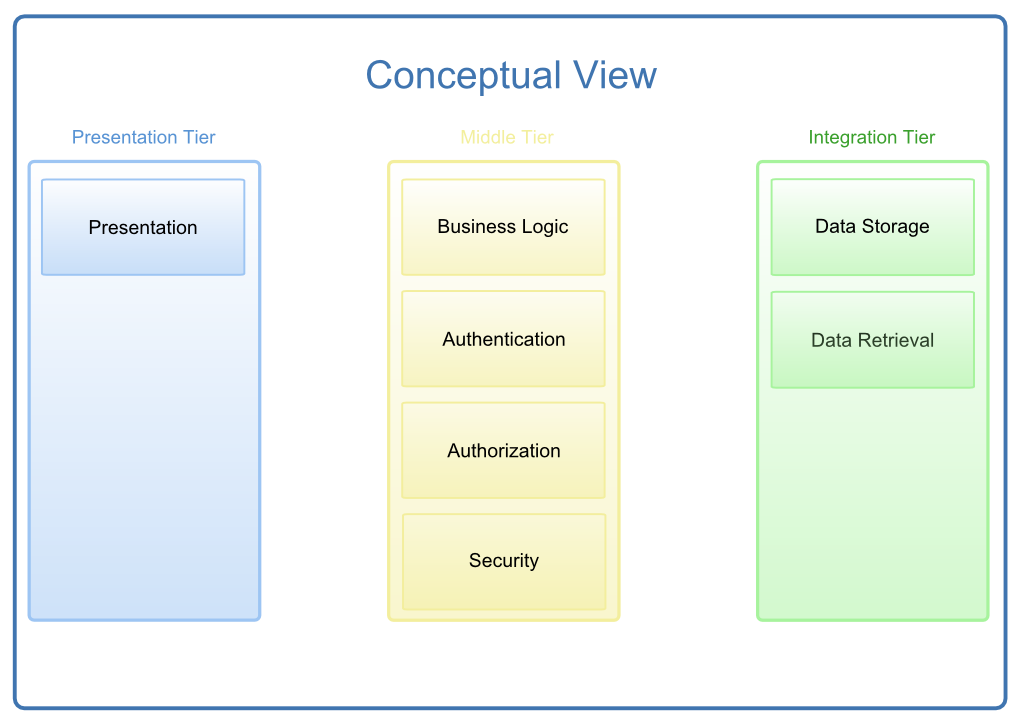 Conceptual View
Presentation Tier
Middle Tier
Integration Tier
Presentation
Business Logic
Data Storage
Authentication
Data Retrieval
Authorization
Security